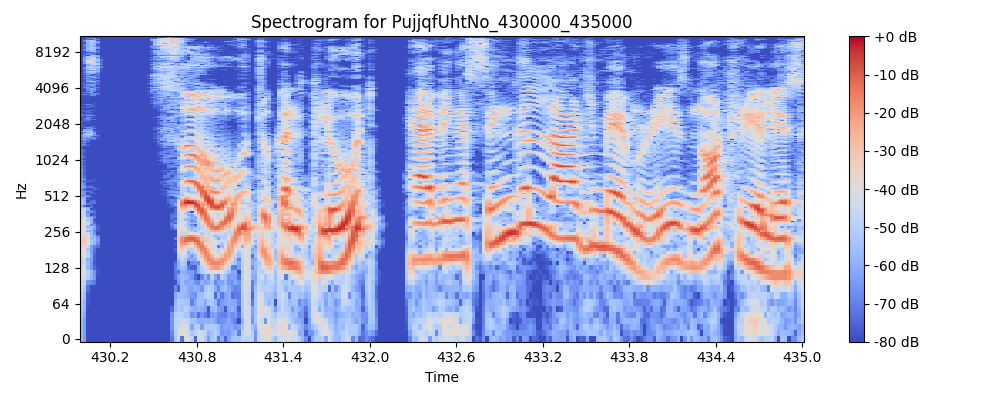 Spectrogram for PujjqfUhtNo_430000_435000
Hz
8192
4096
2048
1024
512
256
128
64
0
430.2 430.8 431.4 432.0 432.6 433.2 433.8 434.4 435.0
Time
+0 dB
-10 dB
-20 dB
-30 dB
-40 dB
-50 dB
-60 dB
-70 dB
-80 dB